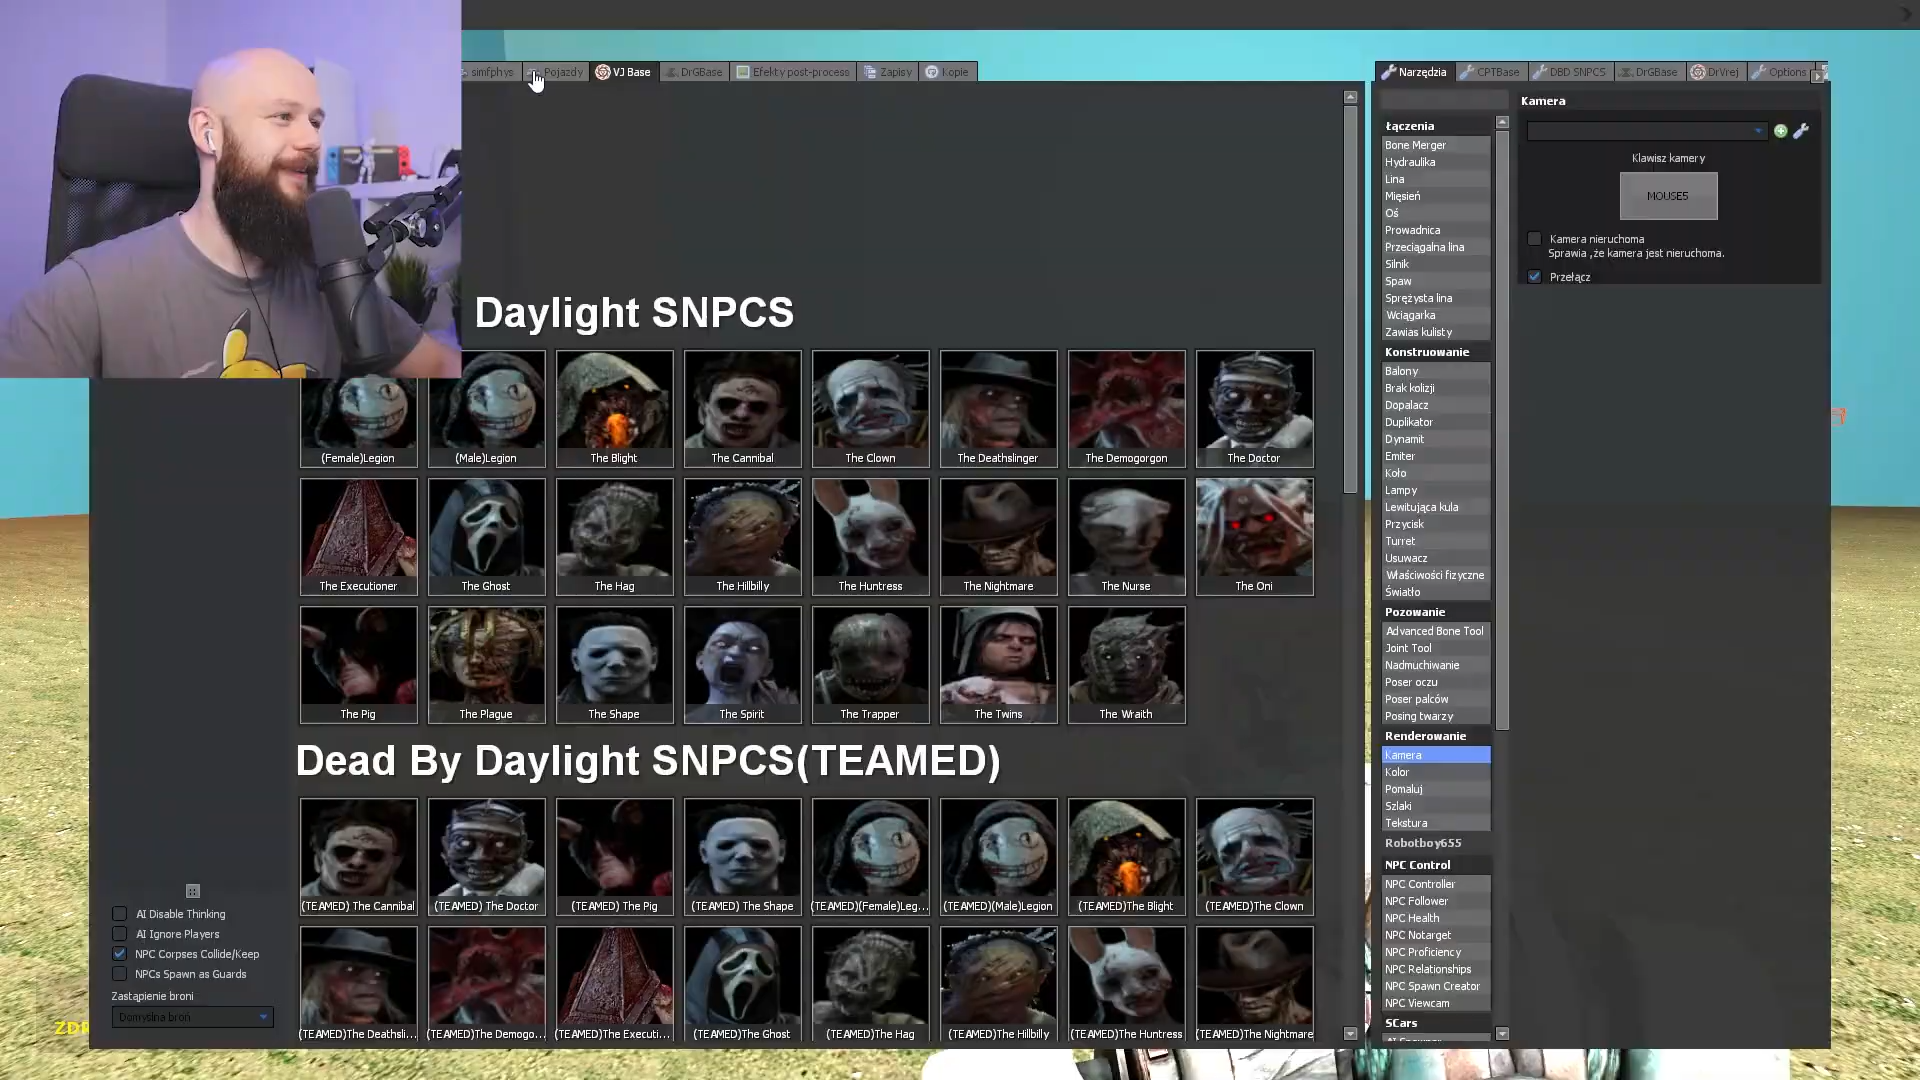 simfphys
Pojazdy
VJ Base
DrGBase
Efekty post-process
Zapisy
Kopie
Narzędzia
CPTBase
DBD SNPCS
DrGBase
DrVrej
Options
Daylight SNPCS
(Female)Legion
(Male)Legion
The Blight
The Cannibal
The Clown
The Deathslinger
The Demogorgon
The Doctor
The Executioner
The Ghost
The Hag
The Hillbilly
The Huntress
The Nightmare
The Nurse
The Oni
The Pig
The Plague
The Shape
The Spirit
The Trapper
The Twins
The Wraith
Dead By Daylight SNPCS(TEAMED)
(TEAMED) The Cannibal
(TEAMED) The Doctor
(TEAMED) The Pig
(TEAMED) The Shape
(TEAMED)(Female)Leg...
(TEAMED)(Male)Legion
(TEAMED)The Blight
(TEAMED)The Clown
(TEAMED)The Deathsli...
(TEAMED)The Demogo...
(TEAMED)The Executi...
(TEAMED)The Ghost
(TEAMED)The Hag
(TEAMED)The Hillbilly
(TEAMED)The Huntress
(TEAMED)The Nightmare
AI Disable Thinking
AI Ignore Players
NPC Corpses Collide/Keep
NPCs Spawn as Guards
Zastąpienie broni
Domyślna broń
ZDR
Łączenia
Bone Merger
Hydraulika
Lina
Mięsień
Oś
Prowadnica
Przeciągalna lina
Silnik
Spaw
Sprężysta lina
Wciągarka
Zawias kulisty
Konstruowanie
Balony
Brak kolizji
Dopalacz
Duplikator
Dynamit
Emiter
Koło
Lampy
Lewitująca kula
Przycisk
Turret
Usuwacz
Właściwości fizyczne
Światło
Pozowanie
Advanced Bone Tool
Joint Tool
Nadmuchiwanie
Poser oczu
Poser palców
Posing twarzy
Renderowanie
Kamera
Kolor
Pomaluj
Szlaki
Tekstura
Robotboy655
NPC Control
NPC Controller
NPC Follower
NPC Health
NPC Notarget
NPC Proficiency
NPC Relationships
NPC Spawn Creator
NPC Viewcam
SCars
Kamera
Klawisz kamery
MOUSE5
Kamera nieruchoma
Sprawia ,że kamera jest nieruchoma.
Przełącz